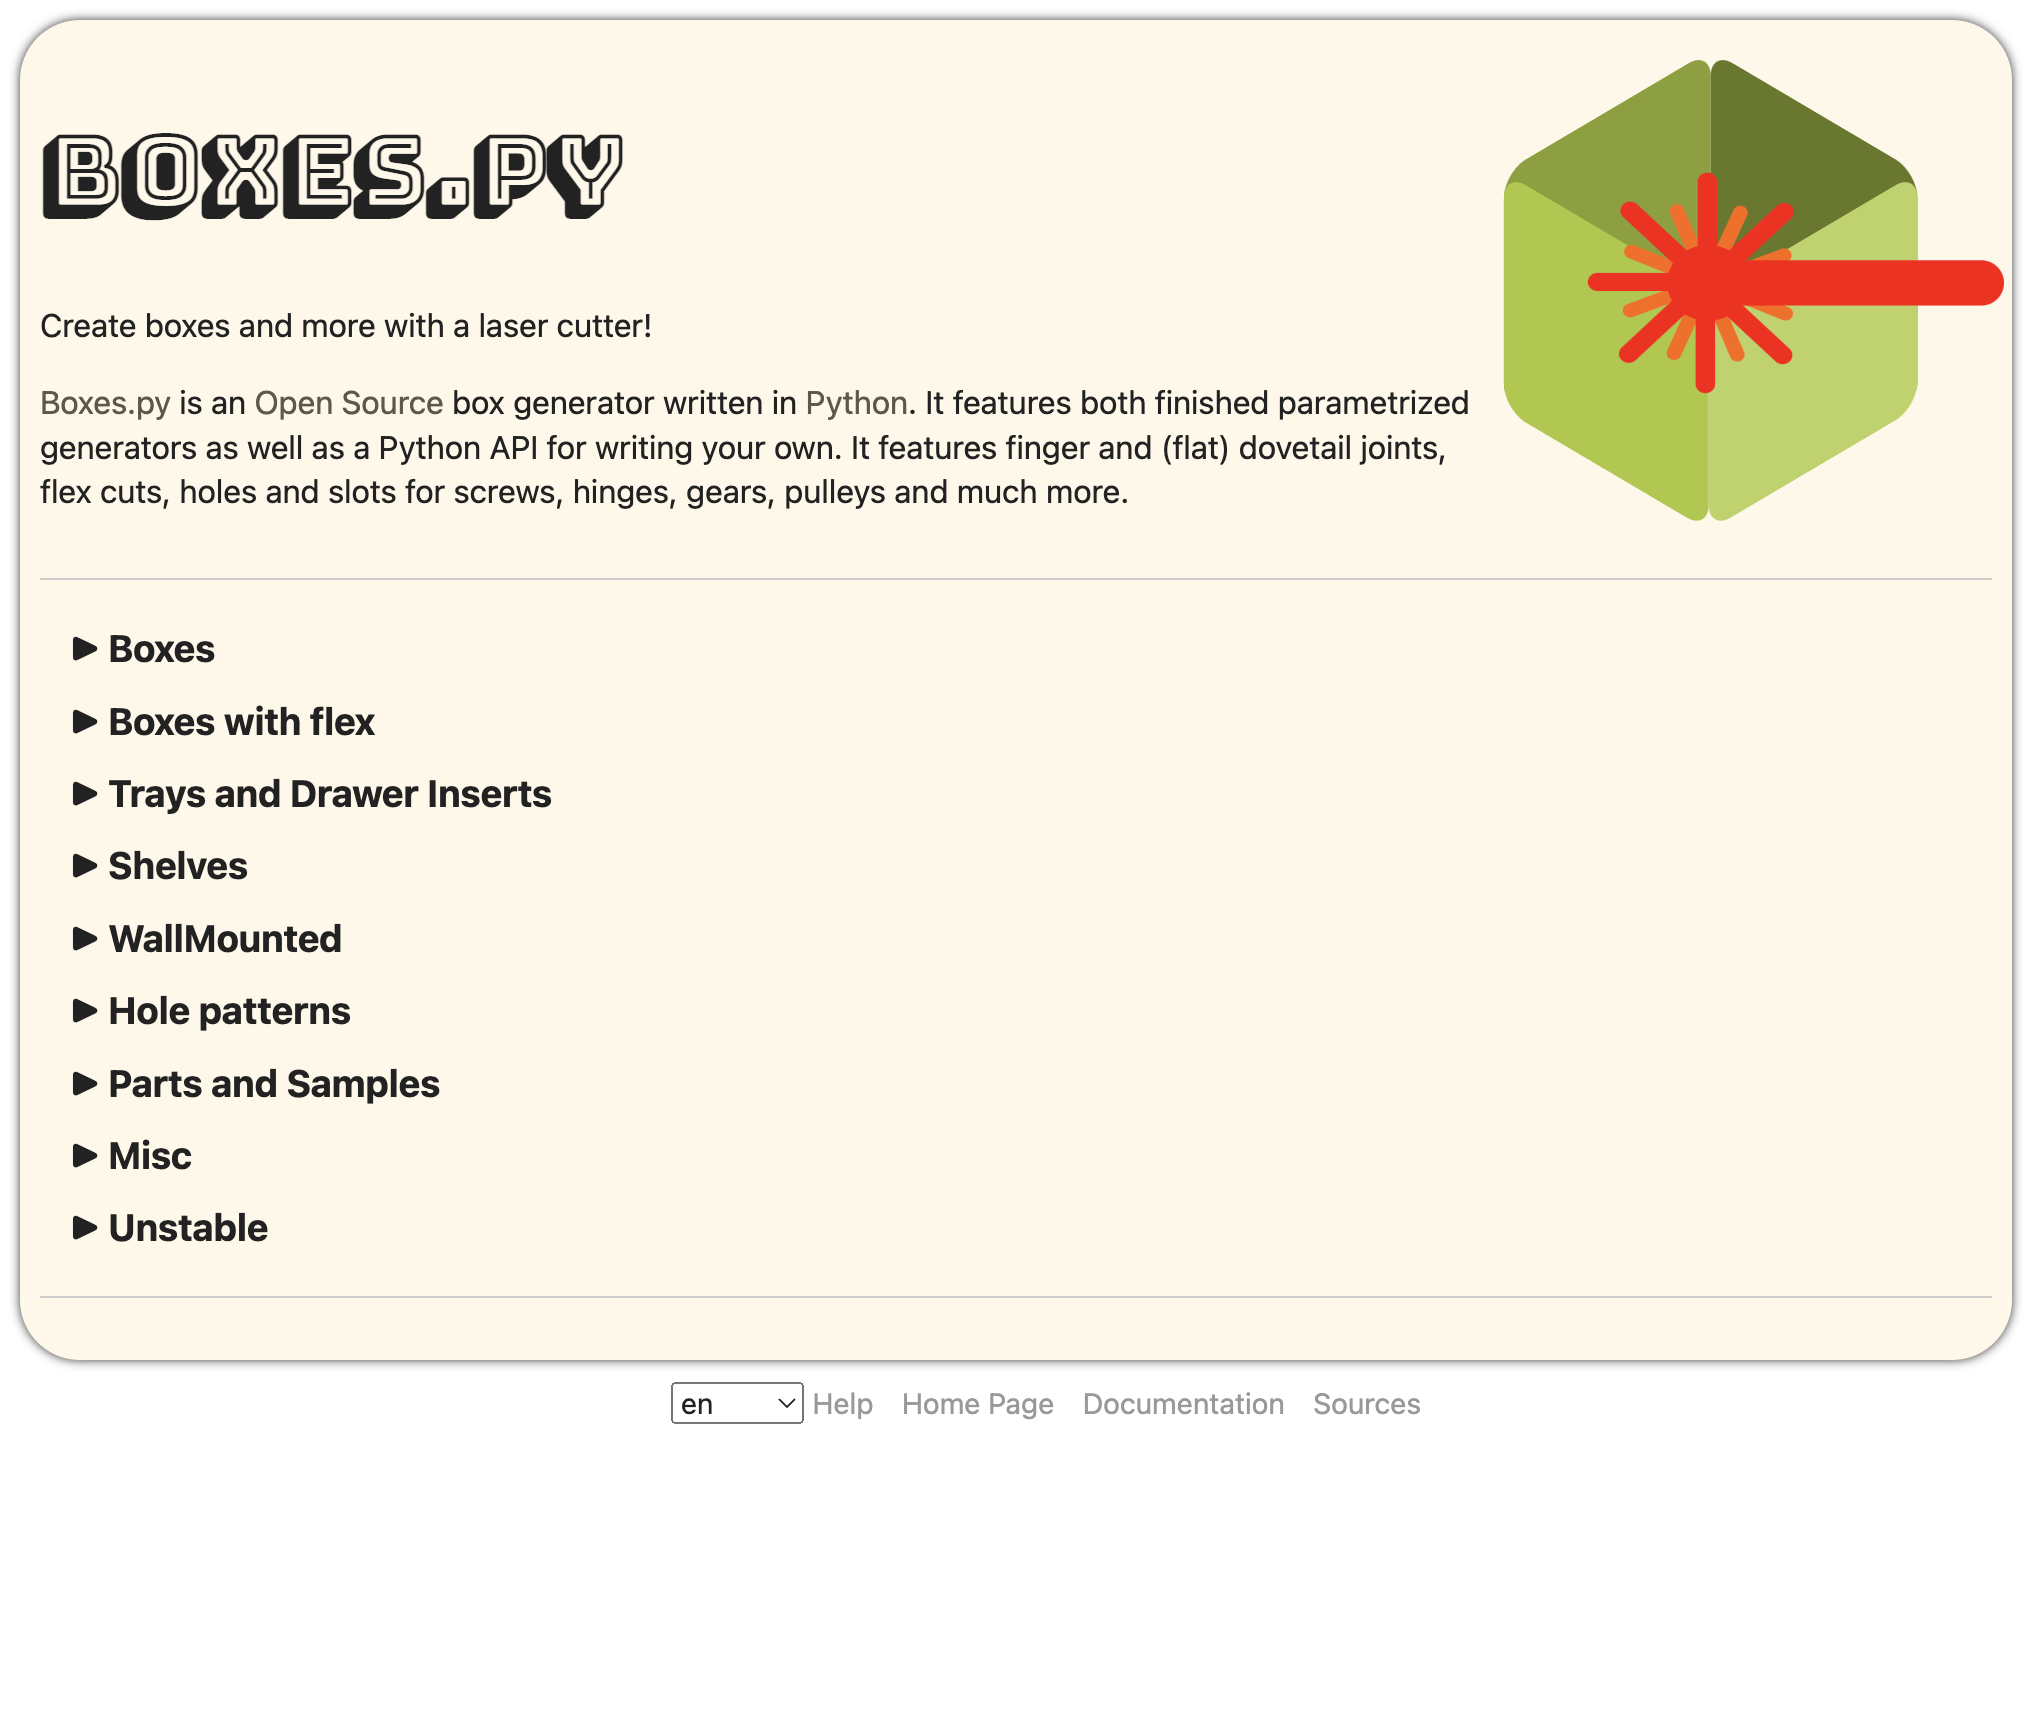 BOXES.PY
Create boxes and more with a laser cutter!
Boxes.py is an Open Source box generator written in Python. It features both finished parametrized
generators as well as a Python API for writing your own. It features finger and (flat) dovetail joints,
flex cuts, holes and slots for screws, hinges, gears, pulleys and much more.
Boxes
Boxes with flex
Trays and Drawer Inserts
Shelves
WallMounted
Hole patterns
Parts and Samples
Misc
Unstable
en Help Home Page Documentation Sources